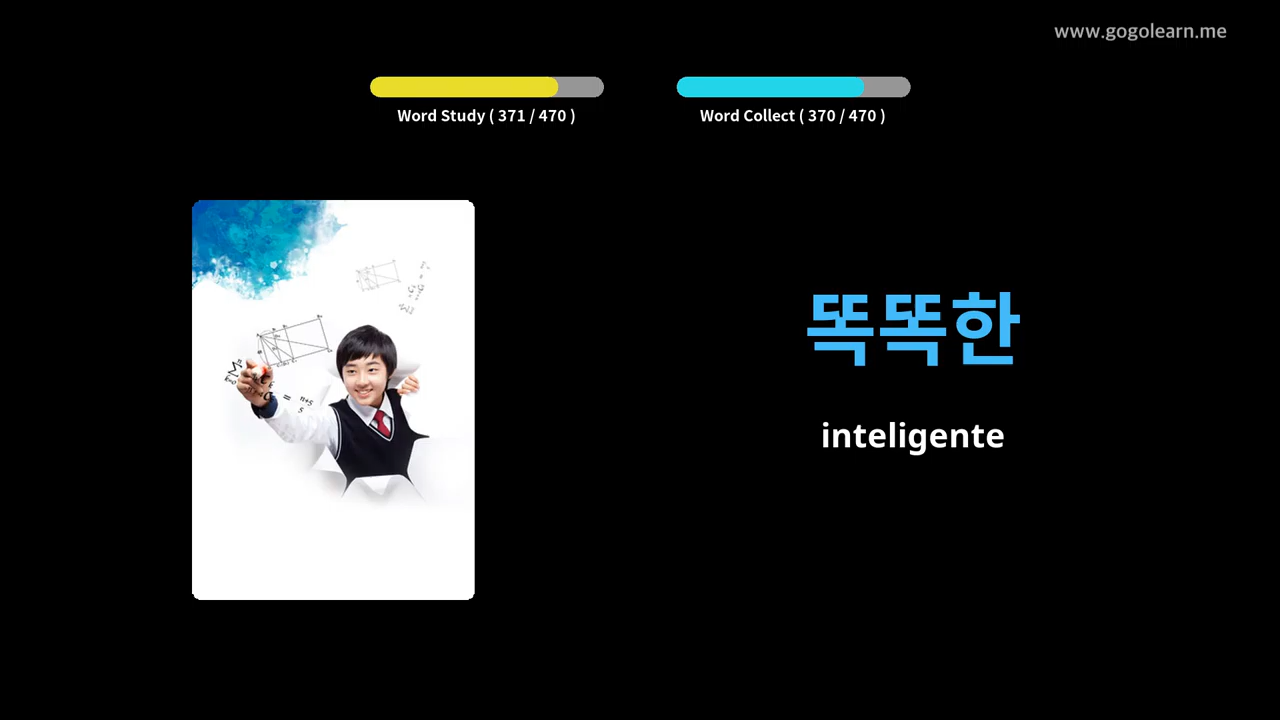 www.gogolearn.me
Word Study ( 371 / 470 )
Word Collect ( 370 / 470 )
똑똑한
inteligente